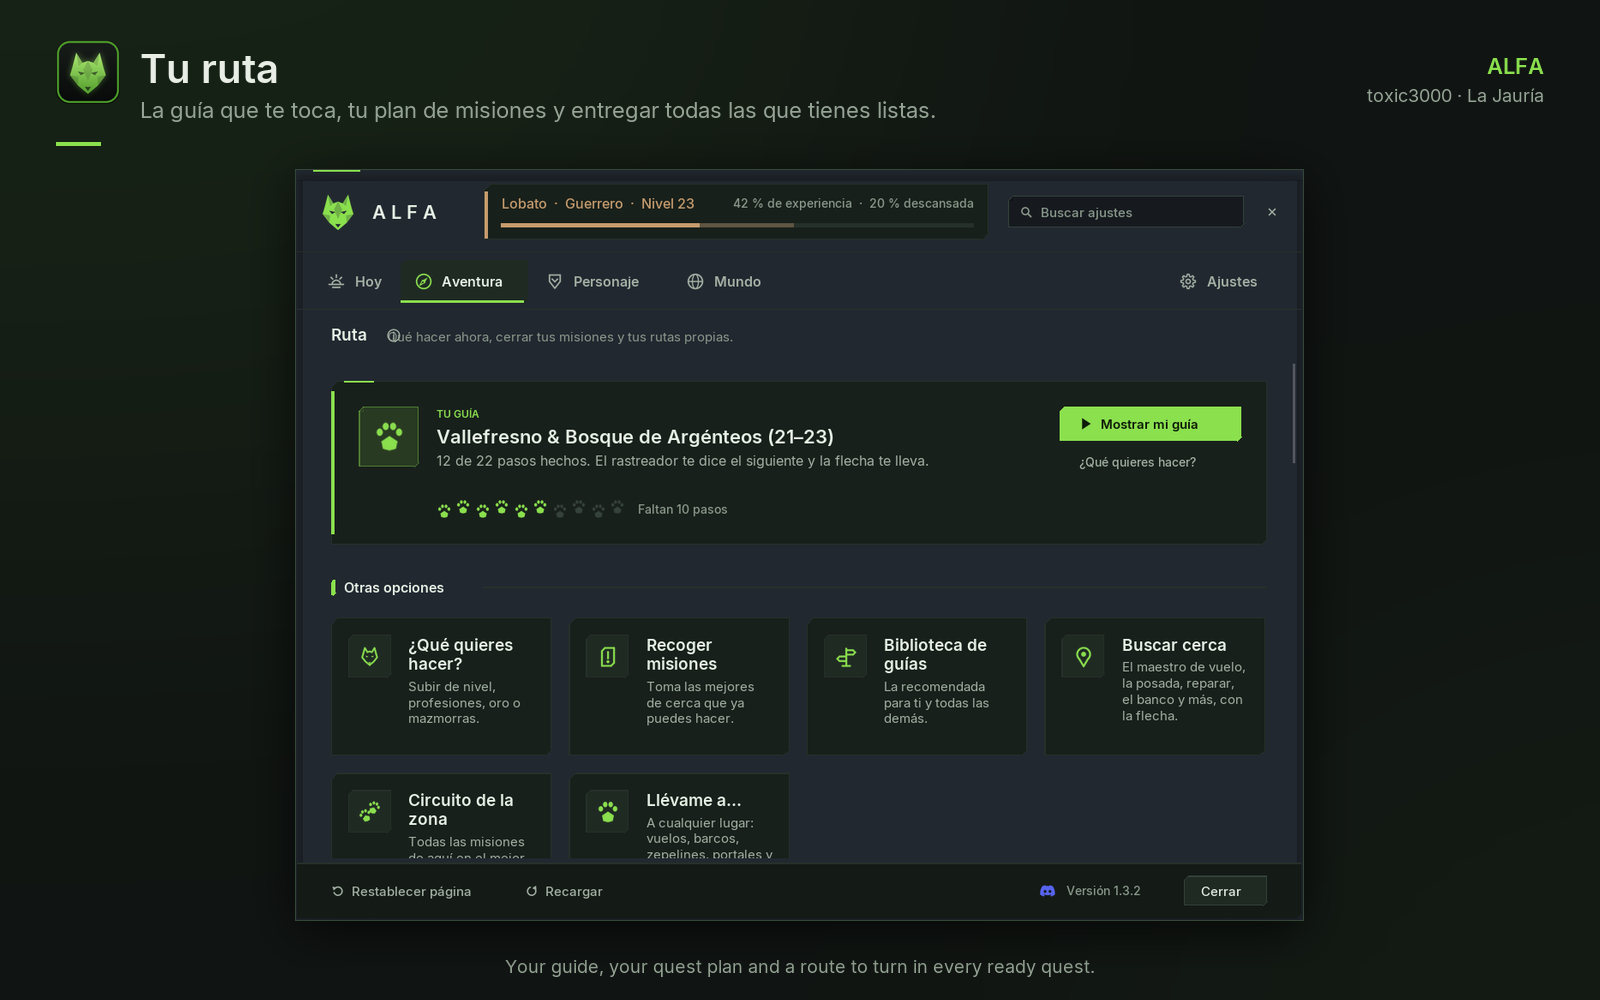 Tu ruta
La guía que te toca, tu plan de misiones y entregar todas las que tienes listas.
ALFA
toxic3000 · La Jauría
ALFA
Lobato · Guerrero · Nivel 23
42 % de experiencia · 20 % descansada
Buscar ajustes
Hoy
Aventura
Personaje
Mundo
Ajustes
Ruta
Qué hacer ahora, cerrar tus misiones y tus rutas propias.
TU GUÍA
Vallefresno & Bosque de Argénteos (21–23)
12 de 22 pasos hechos. El rastreador te dice el siguiente y la flecha te lleva.
Faltan 10 pasos
Mostrar mi guía
¿Qué quieres hacer?
Otras opciones
¿Qué quieres
hacer?
Subir de nivel,
profesiones, oro o
mazmorras.
Recoger
misiones
Toma las mejores
de cerca que ya
puedes hacer.
Biblioteca de
guías
La recomendada
para ti y todas las
demás.
Buscar cerca
El maestro de vuelo,
la posada, reparar,
el banco y más, con
la flecha.
Circuito de la
zona
Todas las misiones
de aquí en el mejor
Llévame a...
A cualquier lugar:
vuelos, barcos,
zepelines, portales y
Restablecer página
Recargar
Versión 1.3.2
Cerrar
Your guide, your quest plan and a route to turn in every ready quest.